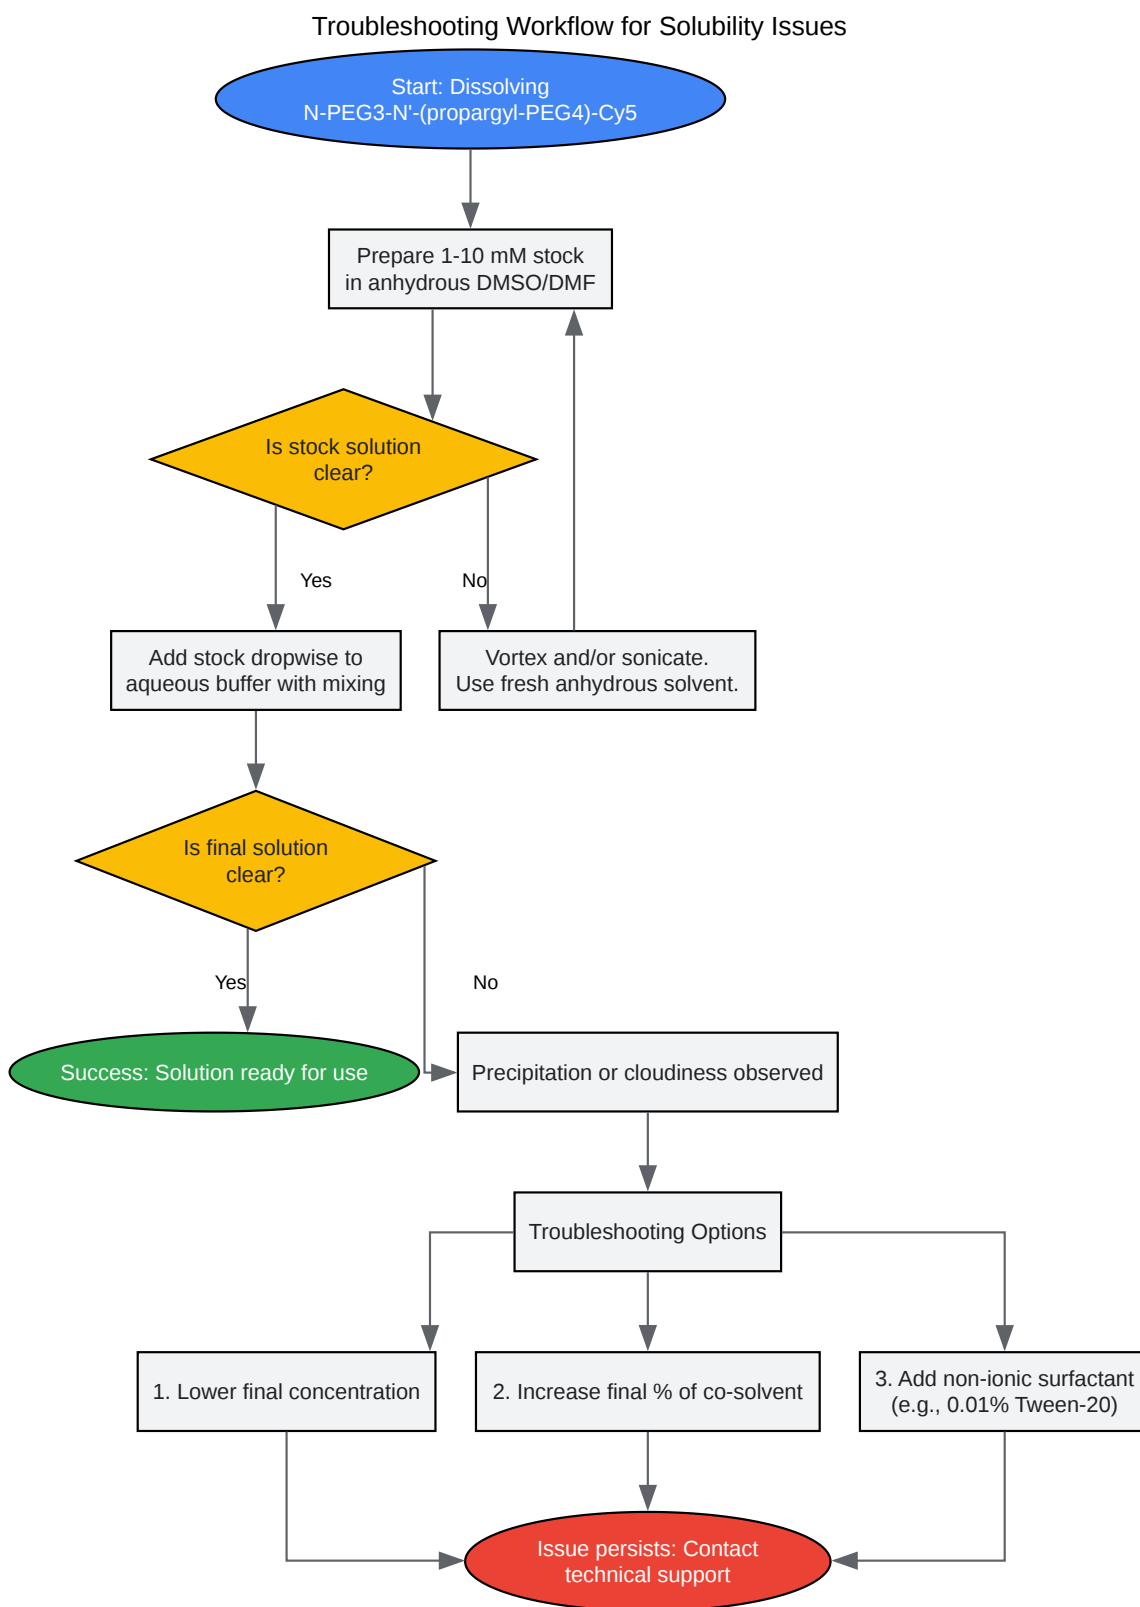 Troubleshooting Workflow for Solubility Issues
Start: Dissolving
N-PEG3-N'-(propargyl-PEG4)-Cy5
Prepare 1-10 mM stock
in anhydrous DMSO/DMF
Is stock solution
clear?
Yes
No
Add stock dropwise to
aqueous buffer with mixing
Vortex and/or sonicate.
Use fresh anhydrous solvent.
Is final solution
clear?
Yes
No
Success: Solution ready for use
Precipitation or cloudiness observed
Troubleshooting Options
1. Lower final concentration
2. Increase final % of co-solvent
3. Add non-ionic surfactant
(e.g., 0.01% Tween-20)
Issue persists: Contact
technical support